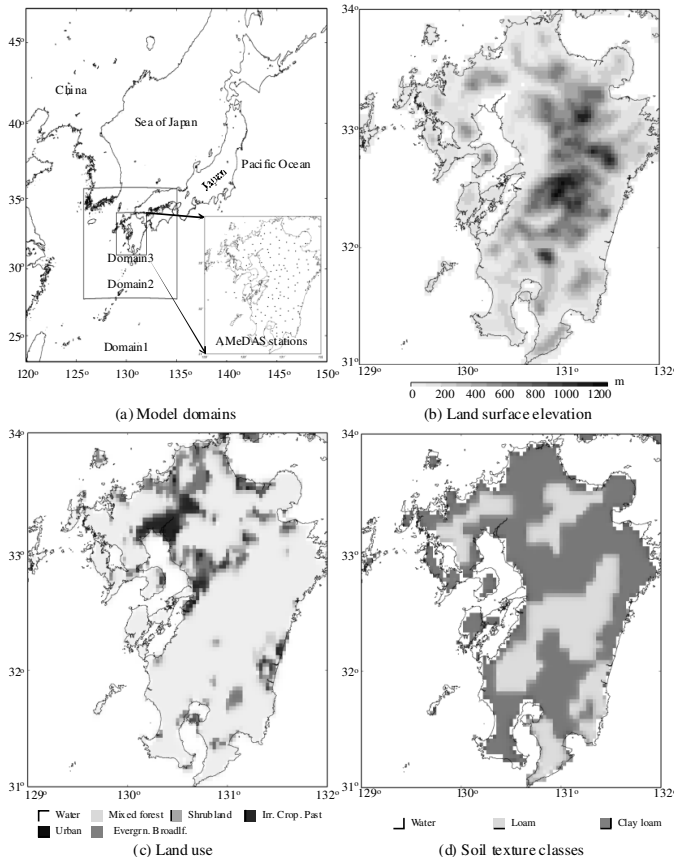 45°
40°
35°
30°
25°
120°
125°
130°
135°
140°
145°
150°
China
Sea of Japan
Pacific Ocean
Japan
Domain3
Domain2
Domain1
AMeDAS stations
(a) Model domains
34°
33°
32°
31°
129°
130°
131°
132°
0 200 400 600 800 1000 1200 m
(b) Land surface elevation
34°
33°
32°
31°
129°
130°
131°
132°
Water Mixed forest Shrubland Irr. Crop. Past
Urban Evergrn. Broadlf.
(c) Land use
34°
33°
32°
31°
129°
130°
131°
132°
Water Loam Clay loam
(d) Soil texture classes